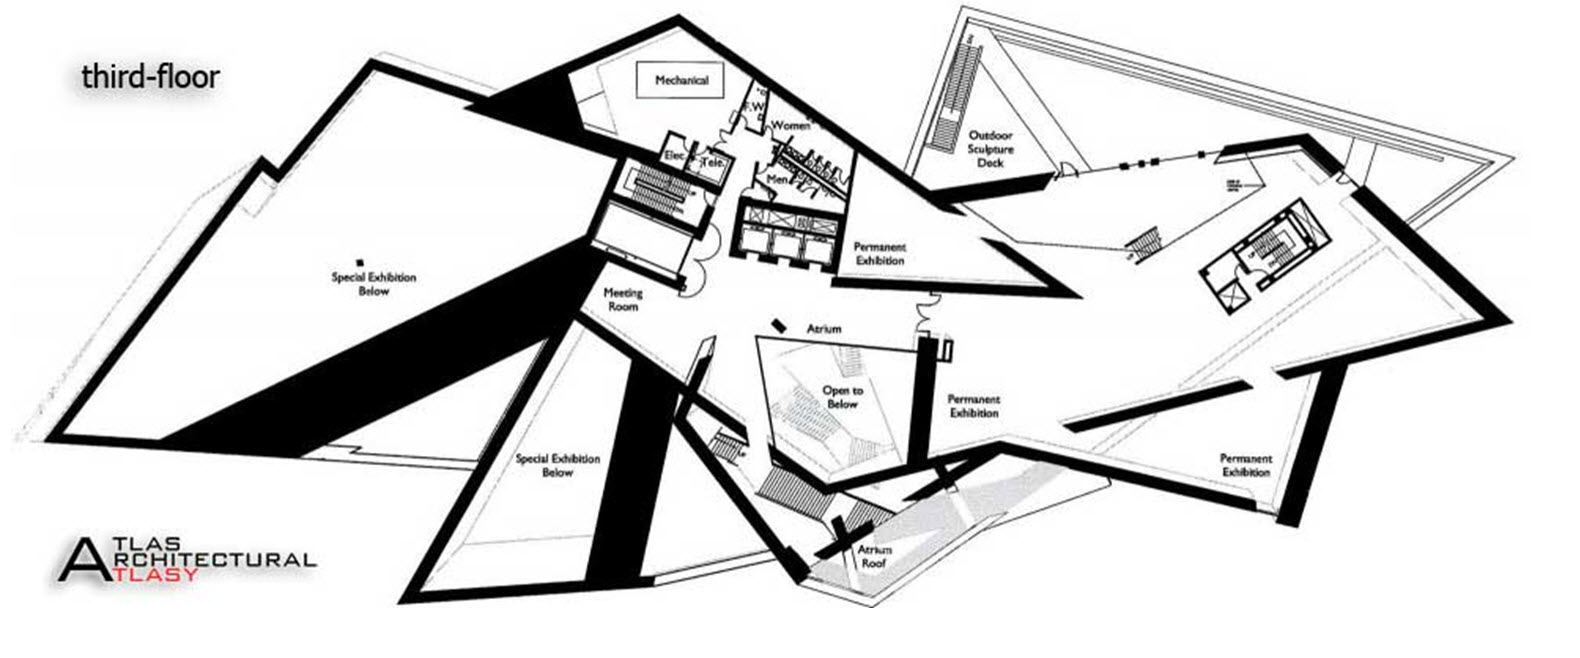 third-floor
Mechanical
F.W
Women
Elec.
Tele.
Men
Outdoor
Sculpture
Deck
Permanent
Exhibition
Special Exhibition
Below
Meeting
Room
Atrium
Open to
Below
Permanent
Exhibition
Special Exhibition
Below
Permanent
Exhibition
Atrium
Roof
ATLAS
ARCHITECTURAL
ATLASY